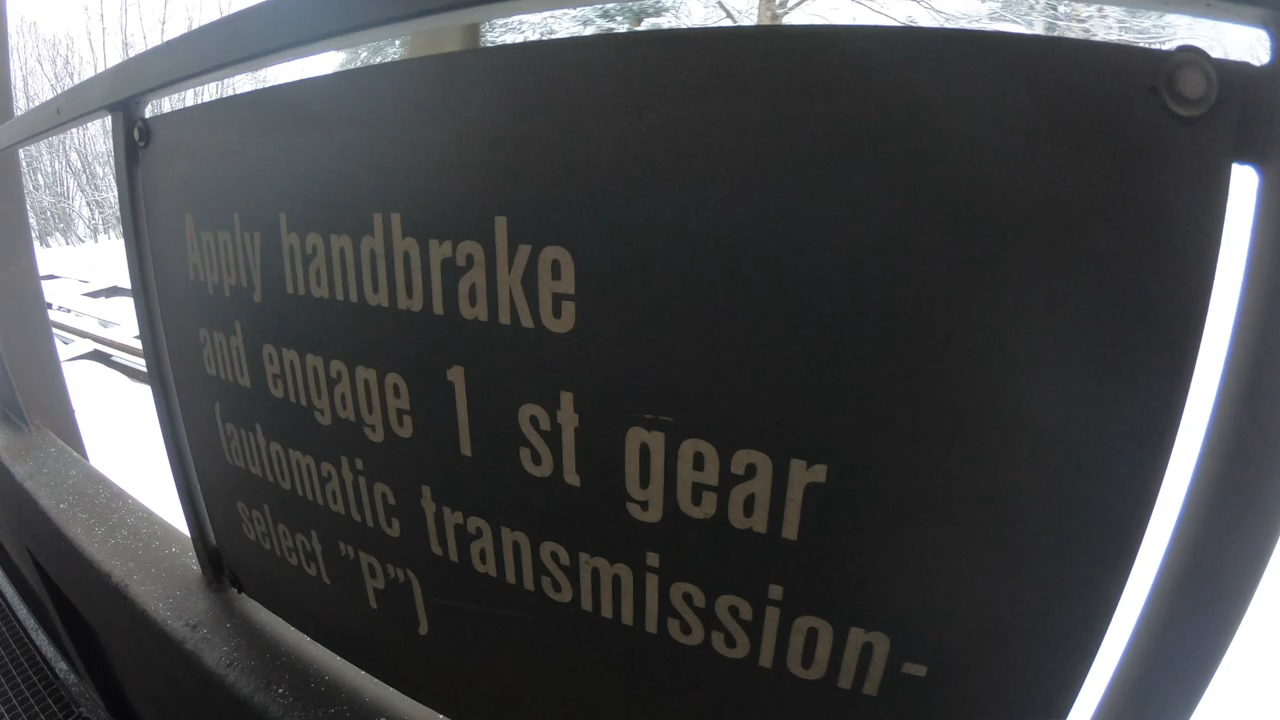 Apply handbrake
and engage 1 st gear
(automatic transmission-
select ”P”)